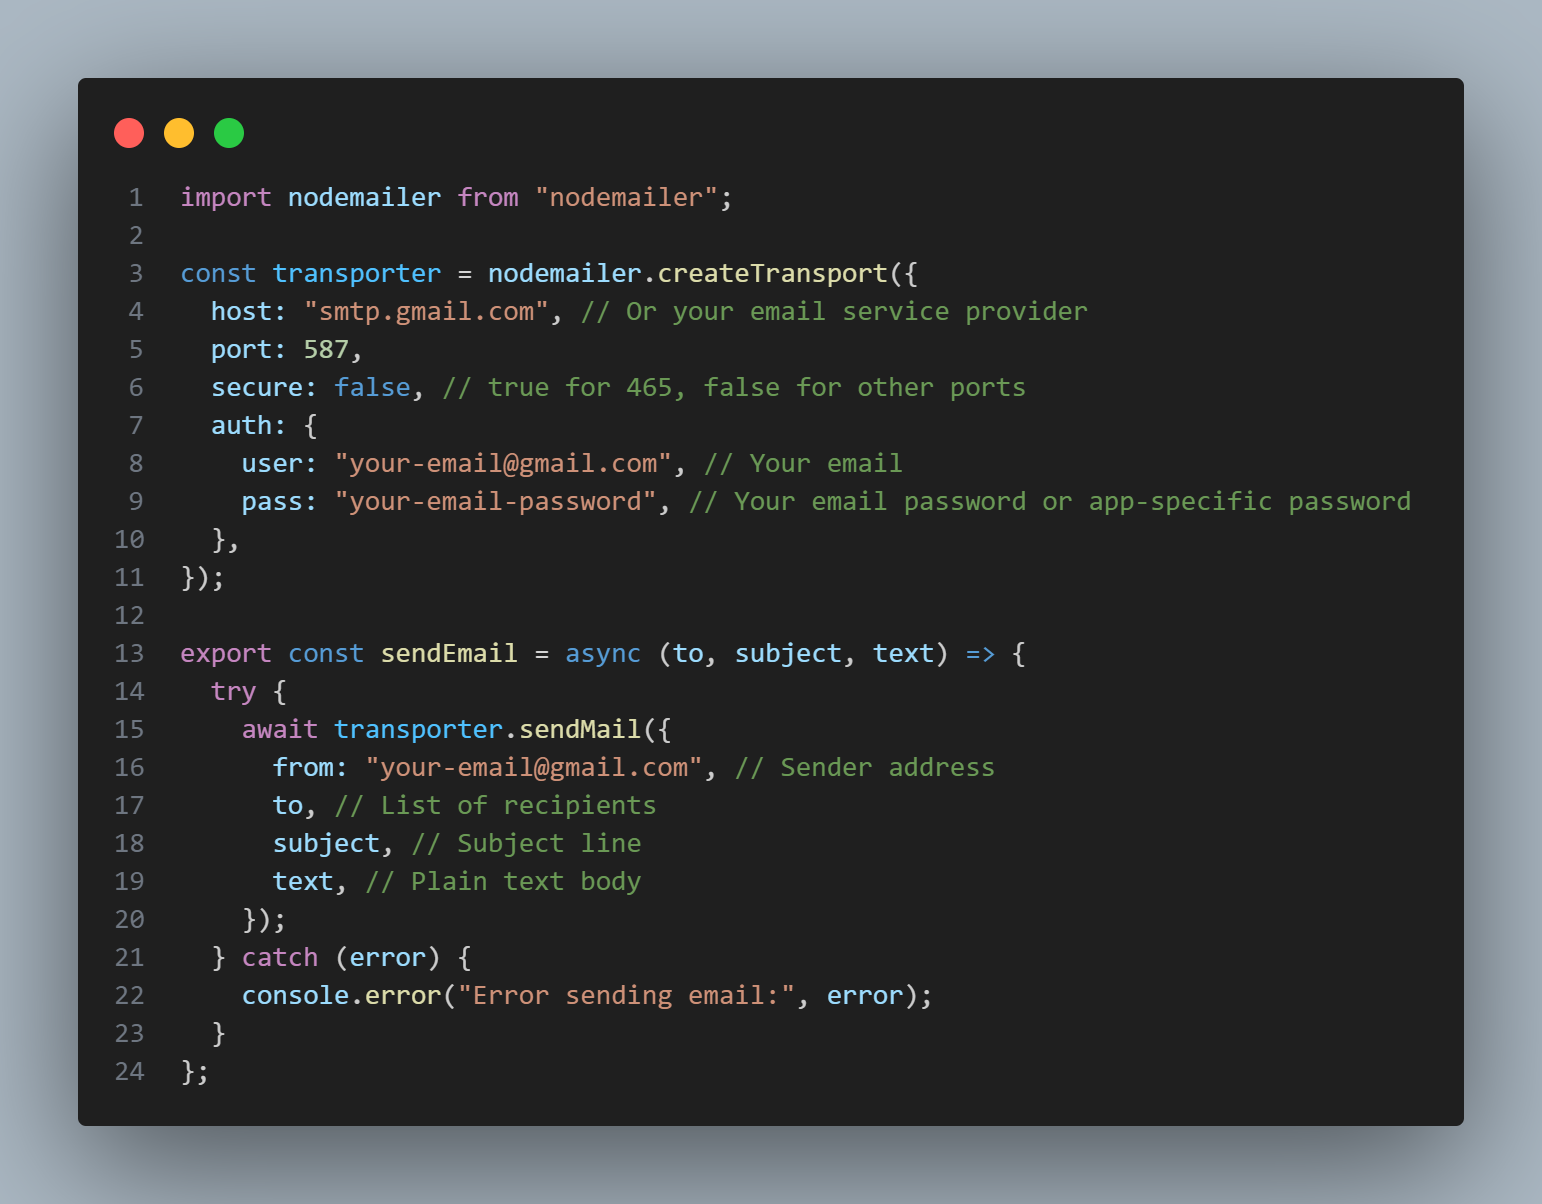 1 import nodemailer from "nodemailer";
2
3 const transporter = nodemailer.createTransport({
4   host: "smtp.gmail.com", // Or your email service provider
5   port: 587,
6   secure: false, // true for 465, false for other ports
7   auth: {
8     user: "your-email@gmail.com", // Your email
9     pass: "your-email-password", // Your email password or app-specific password
10   },
11 });
12
13 export const sendEmail = async (to, subject, text) => {
14   try {
15     await transporter.sendMail({
16       from: "your-email@gmail.com", // Sender address
17       to, // List of recipients
18       subject, // Subject line
19       text, // Plain text body
20     });
21   } catch (error) {
22     console.error("Error sending email:", error);
23   }
24 };